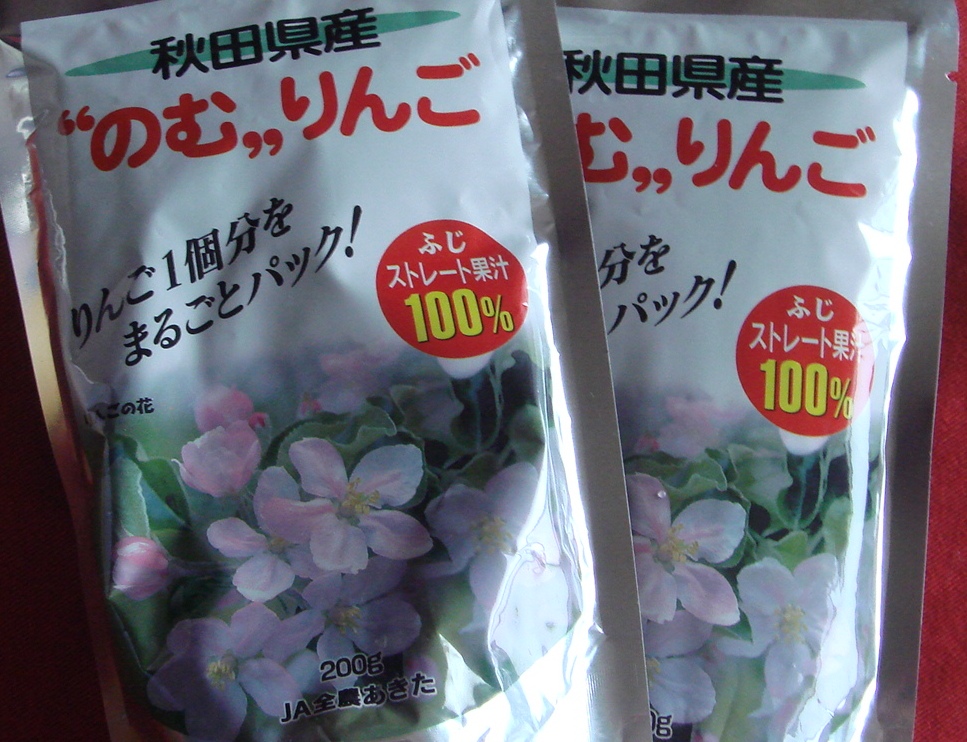 秋田県産
“のむ„りんご
りんご1個分を
まるごとパック!
ふじ
ストレート果汁
100%
んごの花
200g
JA全農あきた
秋田県産
む„りんご
分を
パック!
ふじ
ストレート果汁
100%
0g